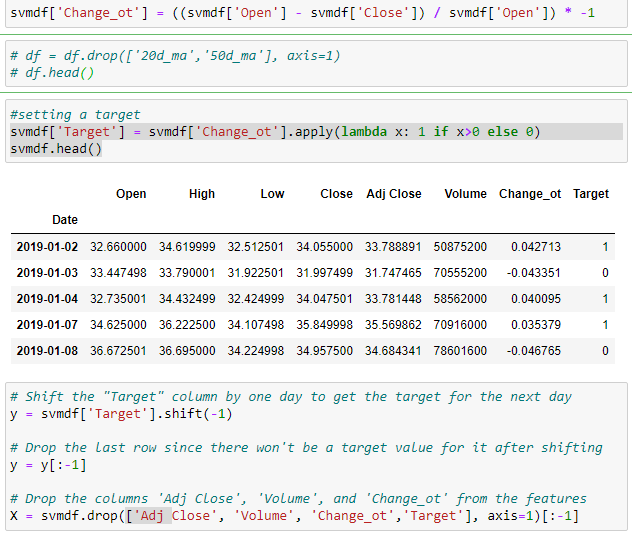 svmdf['Change_ot'] = ((svmdf['Open'] - svmdf['Close']) / svmdf['Open']) * -1
# df = df.drop(['20d_ma','50d_ma'], axis=1)
# df.head()
#setting a target
svmdf['Target'] = svmdf['Change_ot'].apply(lambda x: 1 if x>0 else 0)
svmdf.head()
Open High Low Close Adj Close Volume Change_ot Target
Date
2019-01-02 32.660000 34.619999 32.512501 34.055000 33.788891 50875200 0.042713 1
2019-01-03 33.447498 33.790001 31.922501 31.997499 31.747465 70555200 -0.043351 0
2019-01-04 32.735001 34.432499 32.424999 34.047501 33.781448 58562000 0.040095 1
2019-01-07 34.625000 36.222500 34.107498 35.849998 35.569862 70916000 0.035379 1
2019-01-08 36.672501 36.695000 34.224998 34.957500 34.684341 78601600 -0.046765 0
# Shift the "Target" column by one day to get the target for the next day
y = svmdf['Target'].shift(-1)
# Drop the last row since there won't be a target value for it after shifting
y = y[:-1]
# Drop the columns 'Adj Close', 'Volume', and 'Change_ot' from the features
X = svmdf.drop(['Adj Close', 'Volume', 'Change_ot','Target'], axis=1)[:-1]